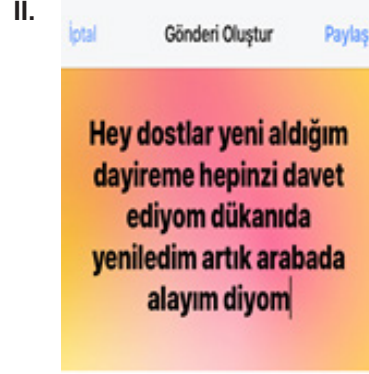 II.
İptal Gönderi Oluştur Paylaş
Hey dostlar yeni aldığım
dayireme hepinzi davet
ediyom dükanıda
yeniledim artık arabada
alayım diyom